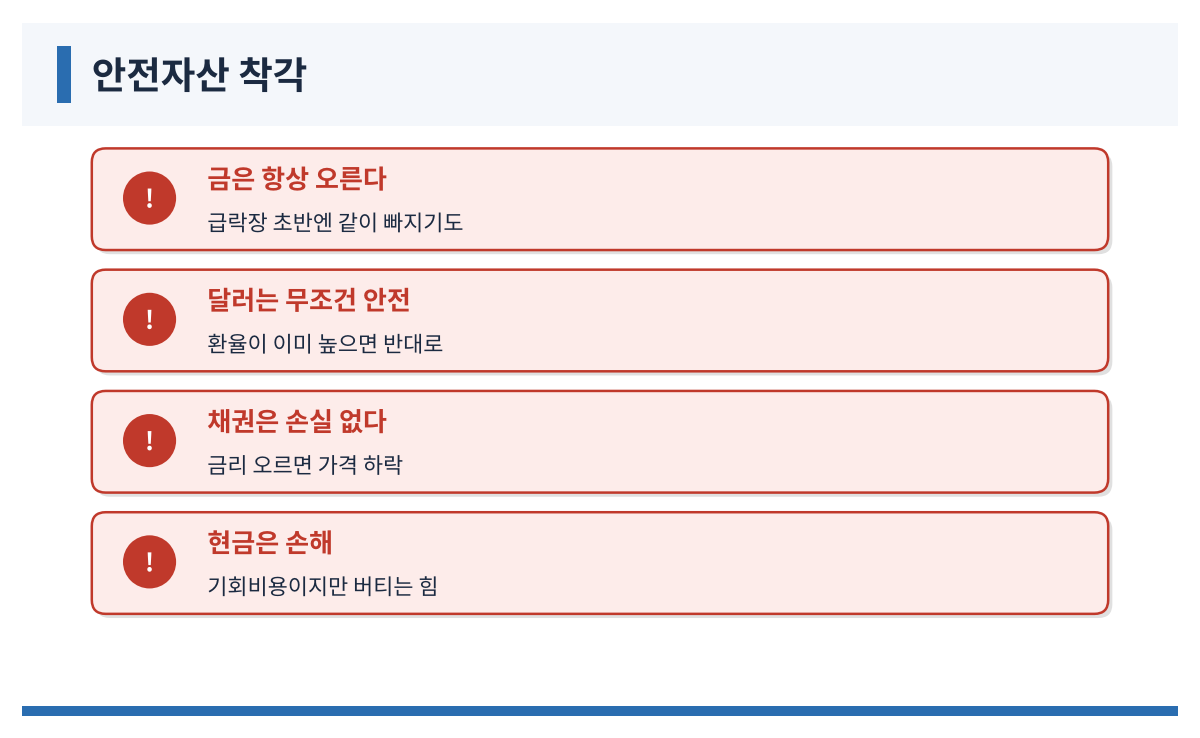 안전자산 착각
!
금은 항상 오른다
급락장 초반엔 같이 빠지기도
!
달러는 무조건 안전
환율이 이미 높으면 반대로
!
채권은 손실 없다
금리 오르면 가격 하락
!
현금은 손해
기회비용이지만 버티는 힘